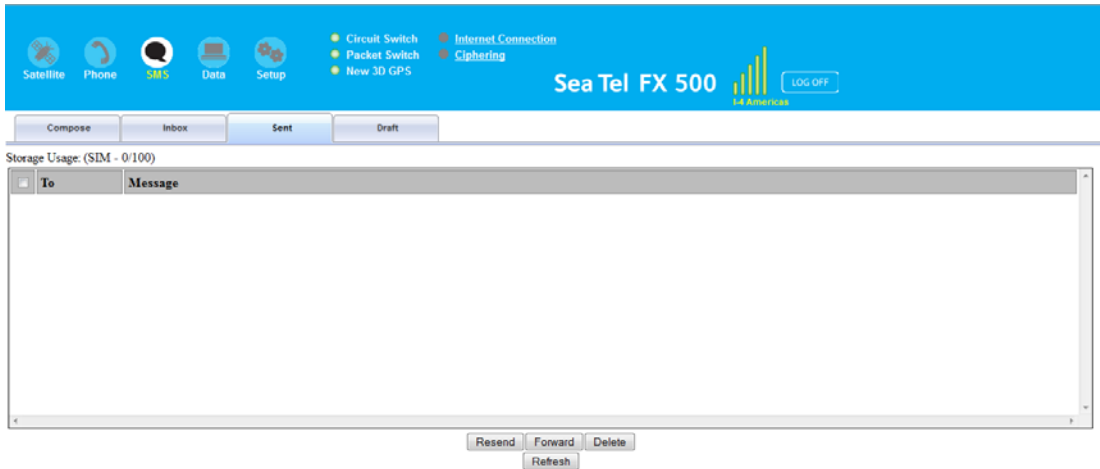 Circuit Switch Internet Connection
Packet Switch Ciphering
New 3D GPS
Satellite Phone SMS Data Setup
Sea Tel FX 500
LOG OFF
I-4 Americas
Compose Inbox Sent Draft
Storage Usage: (SIM - 0/100)
To Message
Resend Forward Delete
Refresh